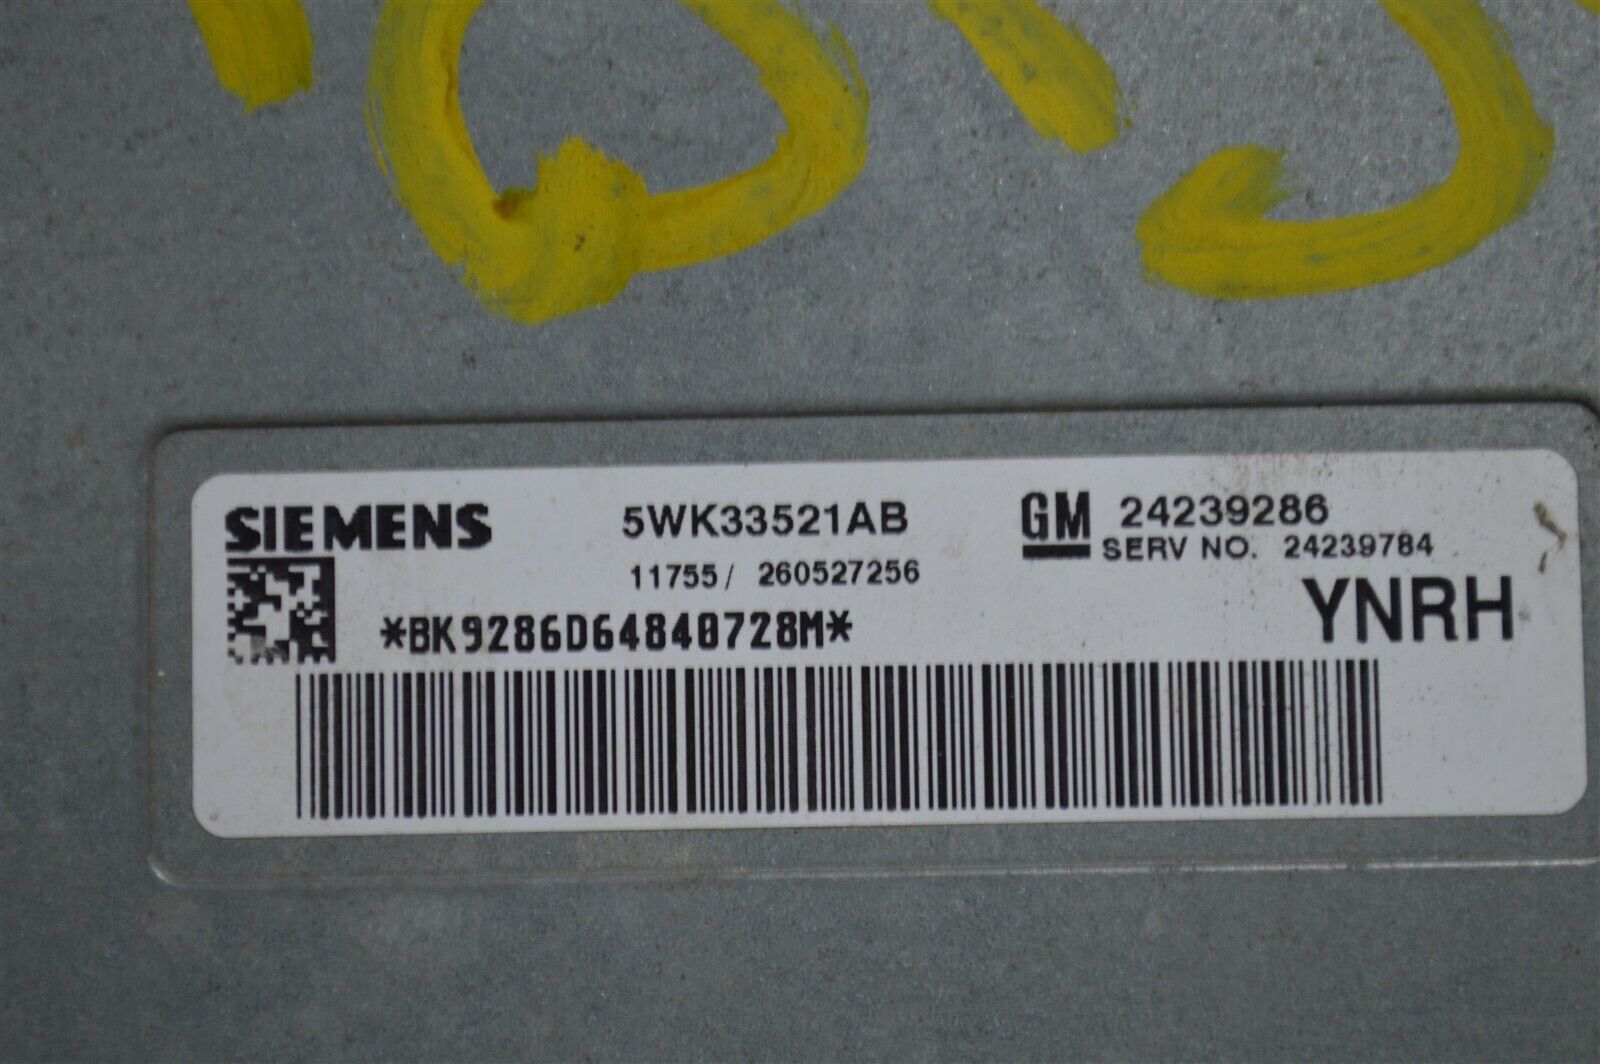 SIEMENS 5WK33521AB GM 24239286
SERV NO. 24239784
11755/ 260527256
*BK9286D64840728M* YNRH